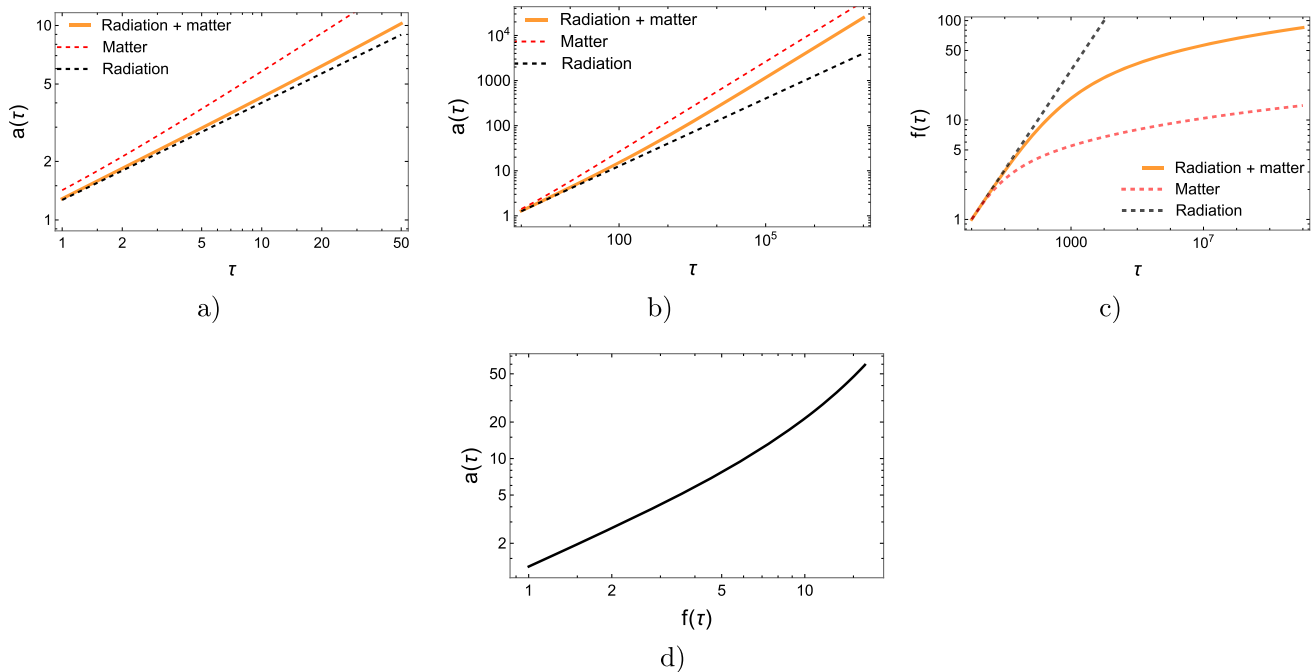 Radiation + matter
Matter
Radiation
a(τ)
10
5
2
1
1
2
5
10
20
50
τ
a)
Radiation + matter
Matter
Radiation
a(τ)
10⁴
1000
100
10
1
100
10⁵
τ
b)
f(τ)
100
50
10
5
1
Radiation + matter
Matter
Radiation
1000
10⁷
τ
c)
a(τ)
50
20
10
5
2
1
2
5
10
f(τ)
d)